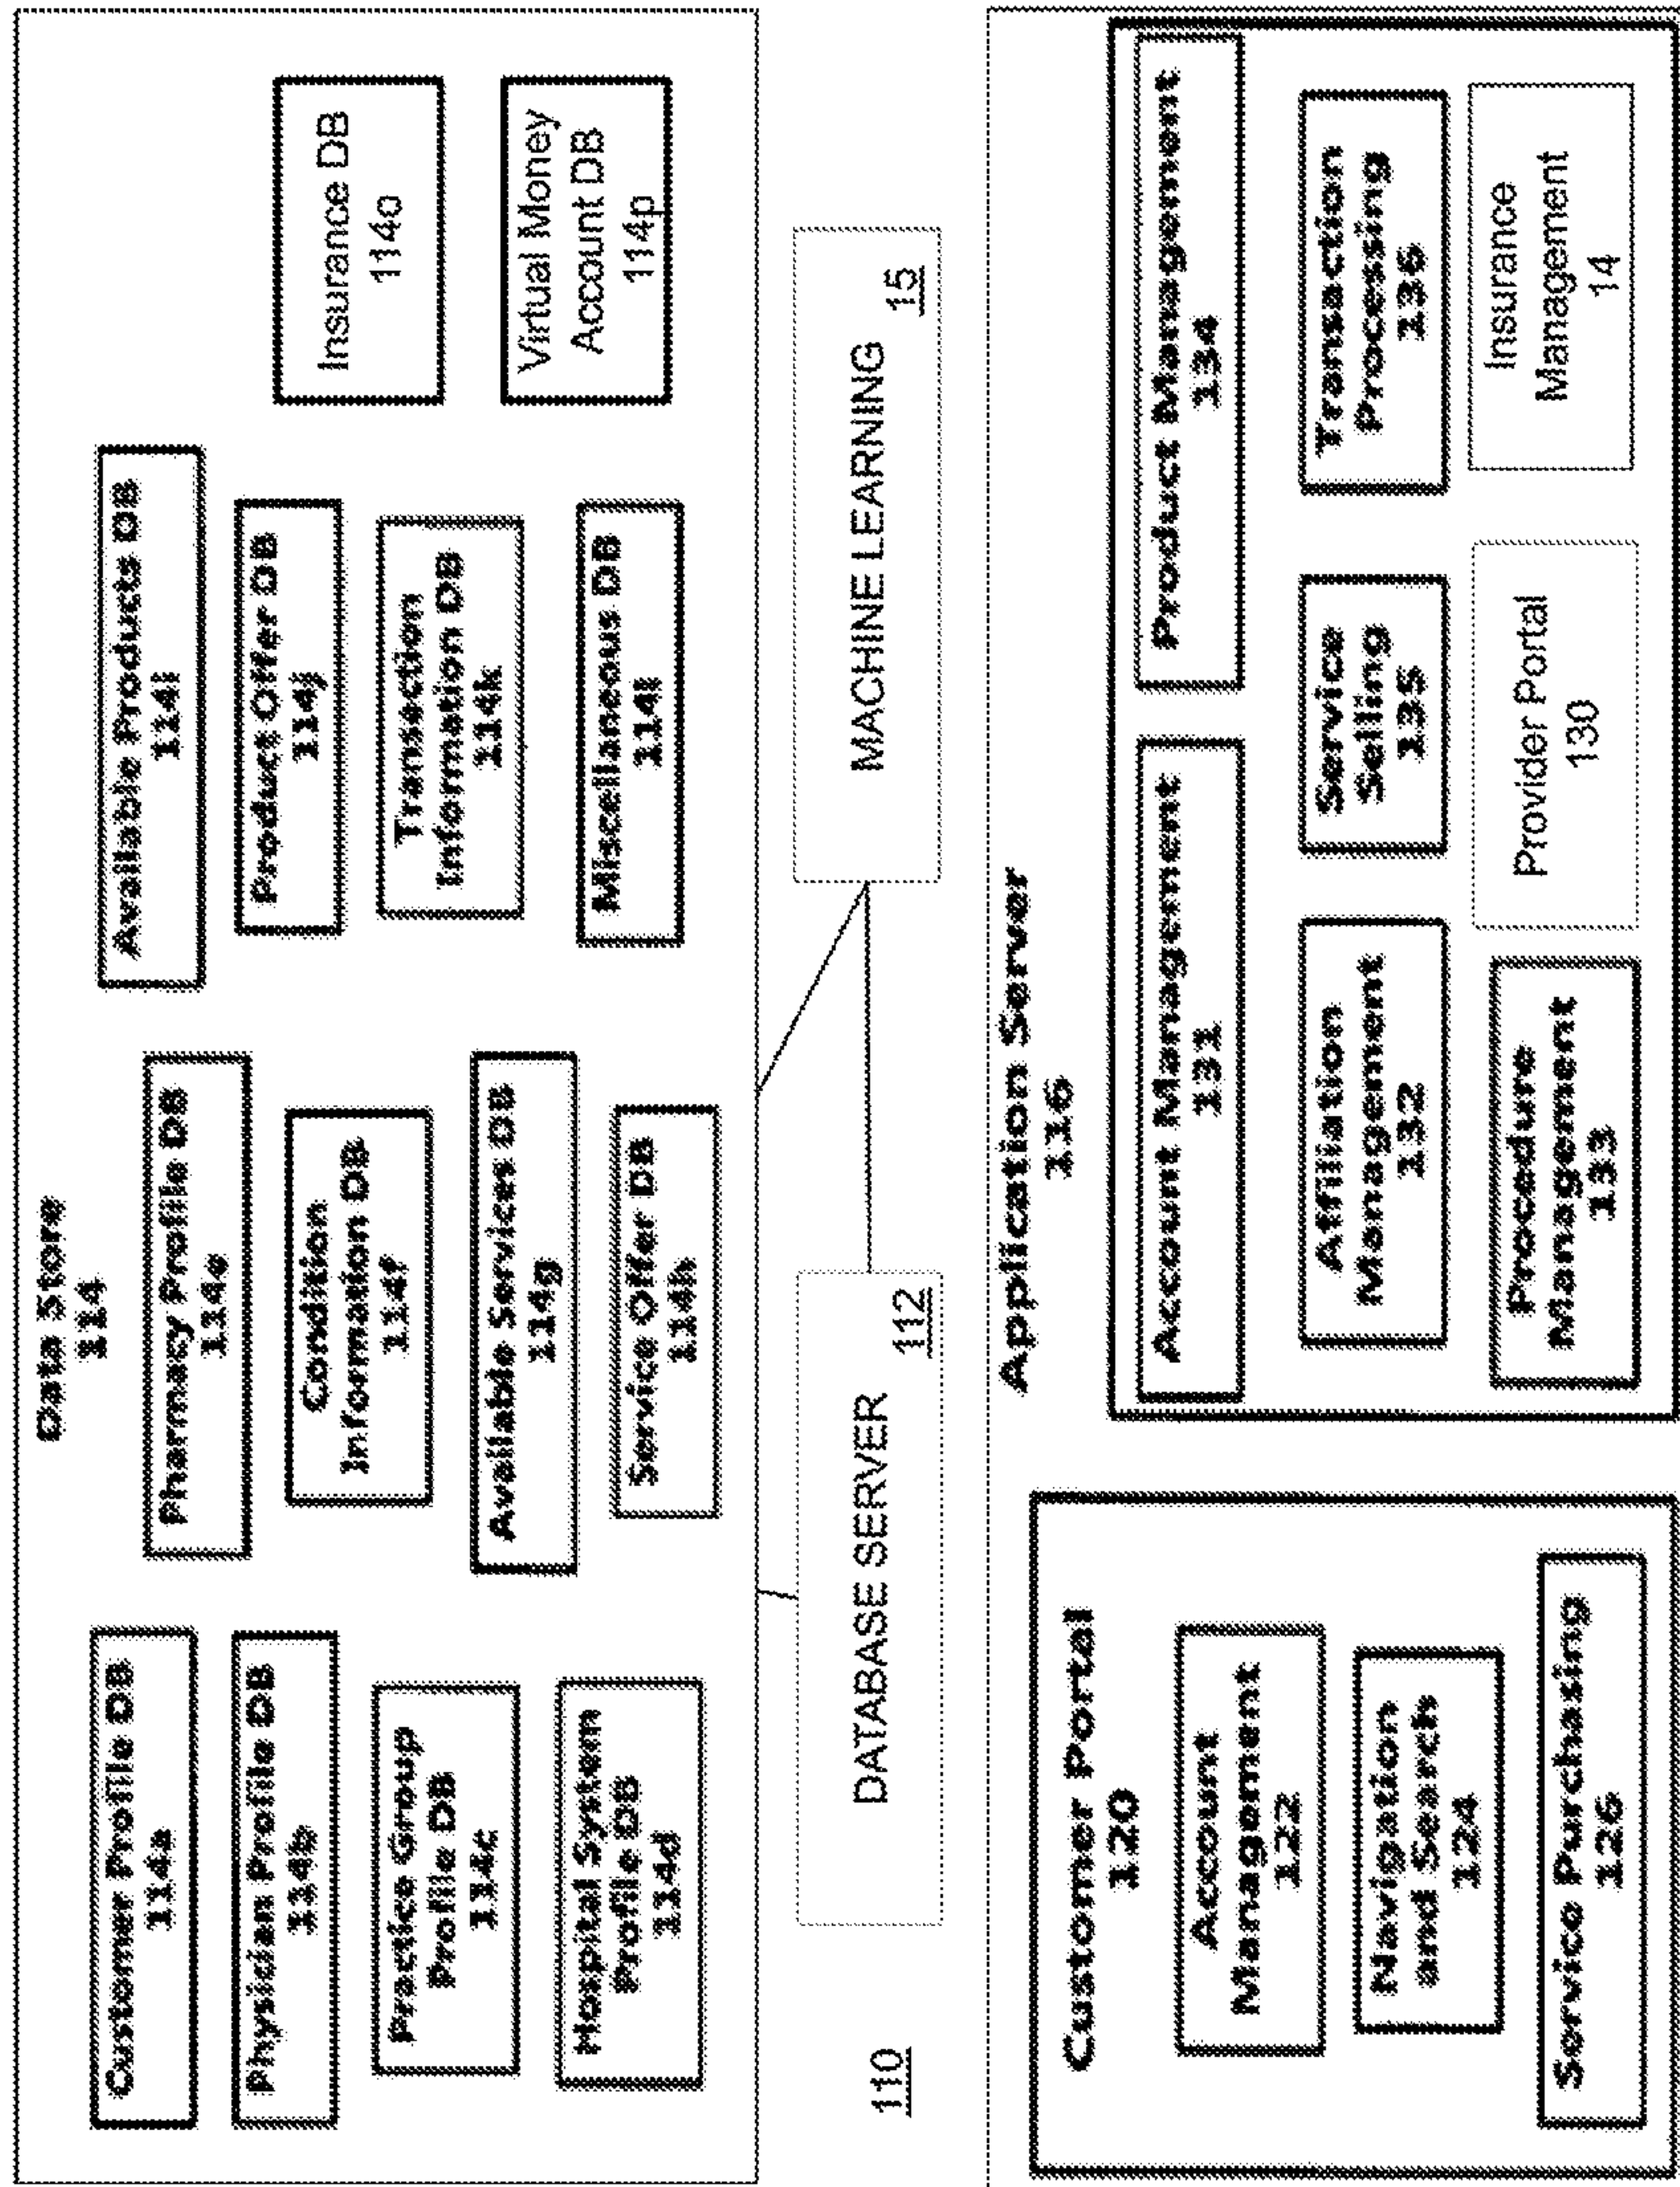 Data Store
114
Customer Profile DB
114a
Physician Profile DB
114b
Practice Group
Profile DB
114c
Hospital System
Profile DB
114d
Pharmacy Profile DB
114e
Condition
Information DB
114f
Available Services DB
114g
Service Offer DB
114h
Available Products DB
114i
Product Offer DB
114j
Transection
Information DB
114k
Miscellaneous DB
114l
Insurance DB
114o
Virtual Money
Account DB
114p
110
DATABASE SERVER
112
MACHINE LEARNING
15
Application Server
116
Customer Portal
120
Account
Management
122
Navigation
and Search
124
Service Purchasing
126
Account Management
131
Product Management
134
Affiliation
Management
132
Service
Selling
135
Transaction
Processing
136
Procedure
Management
133
Provider Portal
130
Insurance
Management
14